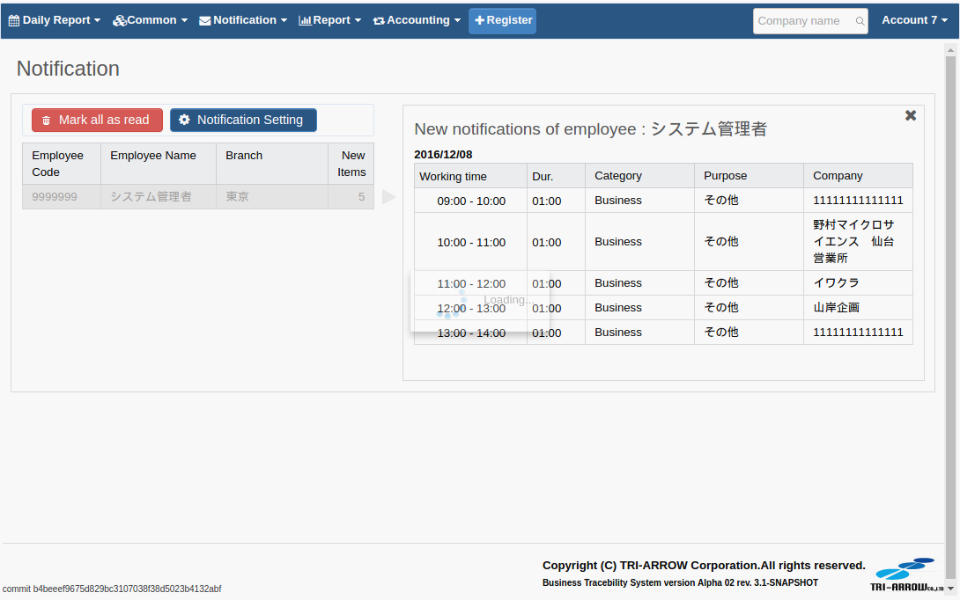 Daily Report Common Notification Report Accounting Register Company name Account 7
Notification
Mark all as read Notification Setting
Employee Code Employee Name Branch New Items
9999999 システム管理者 東京 5
New notifications of employee : システム管理者
2016/12/08
Working time Dur. Category Purpose Company
09:00 - 10:00 01:00 Business その他 11111111111111
10:00 - 11:00 01:00 Business その他 野村マイクロサ
イエンス　仙台
営業所
11:00 - 12:00 01:00 Business その他 イワクラ
Loading...
12:00 - 13:00 01:00 Business その他 山岸企画
13:00 - 14:00 01:00 Business その他 11111111111111
Copyright (C) TRI-ARROW Corporation.All rights reserved.
Business Tracebility System version Alpha 02 rev. 3.1-SNAPSHOT
TRI-ARROW CO.,LTD
commit b4beeef9675d829bc3107038f38d5023b4132abf